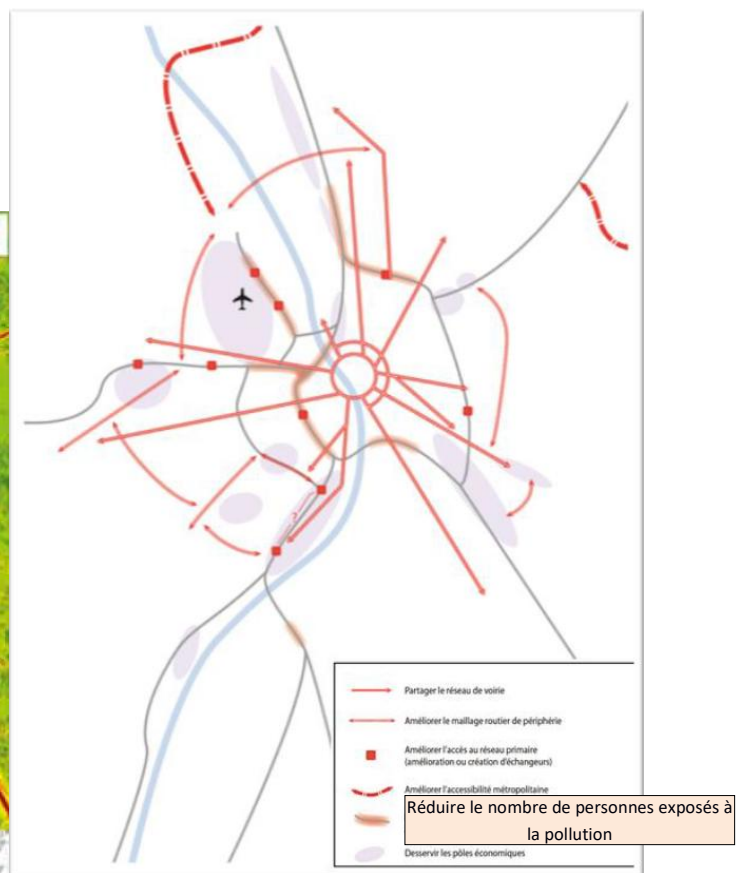 ?
Partager le réseau de voirie
Améliorer le maillage routier de périphérie
Améliorer l'accès au réseau primaire
(amélioration ou création d'échangeurs)
Améliorer l'accessibilité métropolitaine
Réduire le nombre de personnes exposés à
la pollution
Desservir les pôles économiques